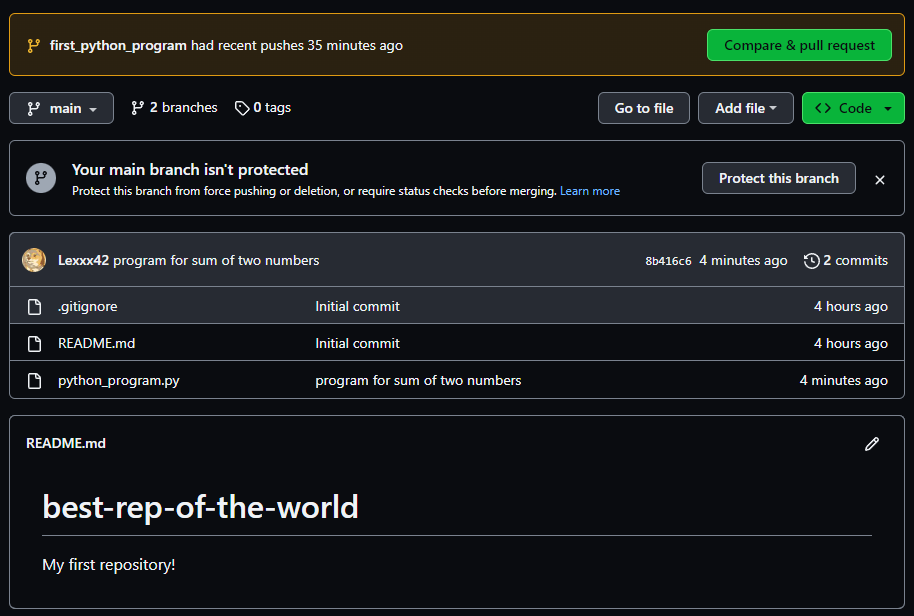 first_python_program had recent pushes 35 minutes ago Compare & pull request
main 2 branches 0 tags Go to file Add file <> Code
Your main branch isn't protected
Protect this branch from force pushing or deletion, or require status checks before merging. Learn more Protect this branch
Lexxx42 program for sum of two numbers 8b416c6 4 minutes ago 2 commits
.gitignore Initial commit 4 hours ago
README.md Initial commit 4 hours ago
python_program.py program for sum of two numbers 4 minutes ago
README.md
best-rep-of-the-world
My first repository!